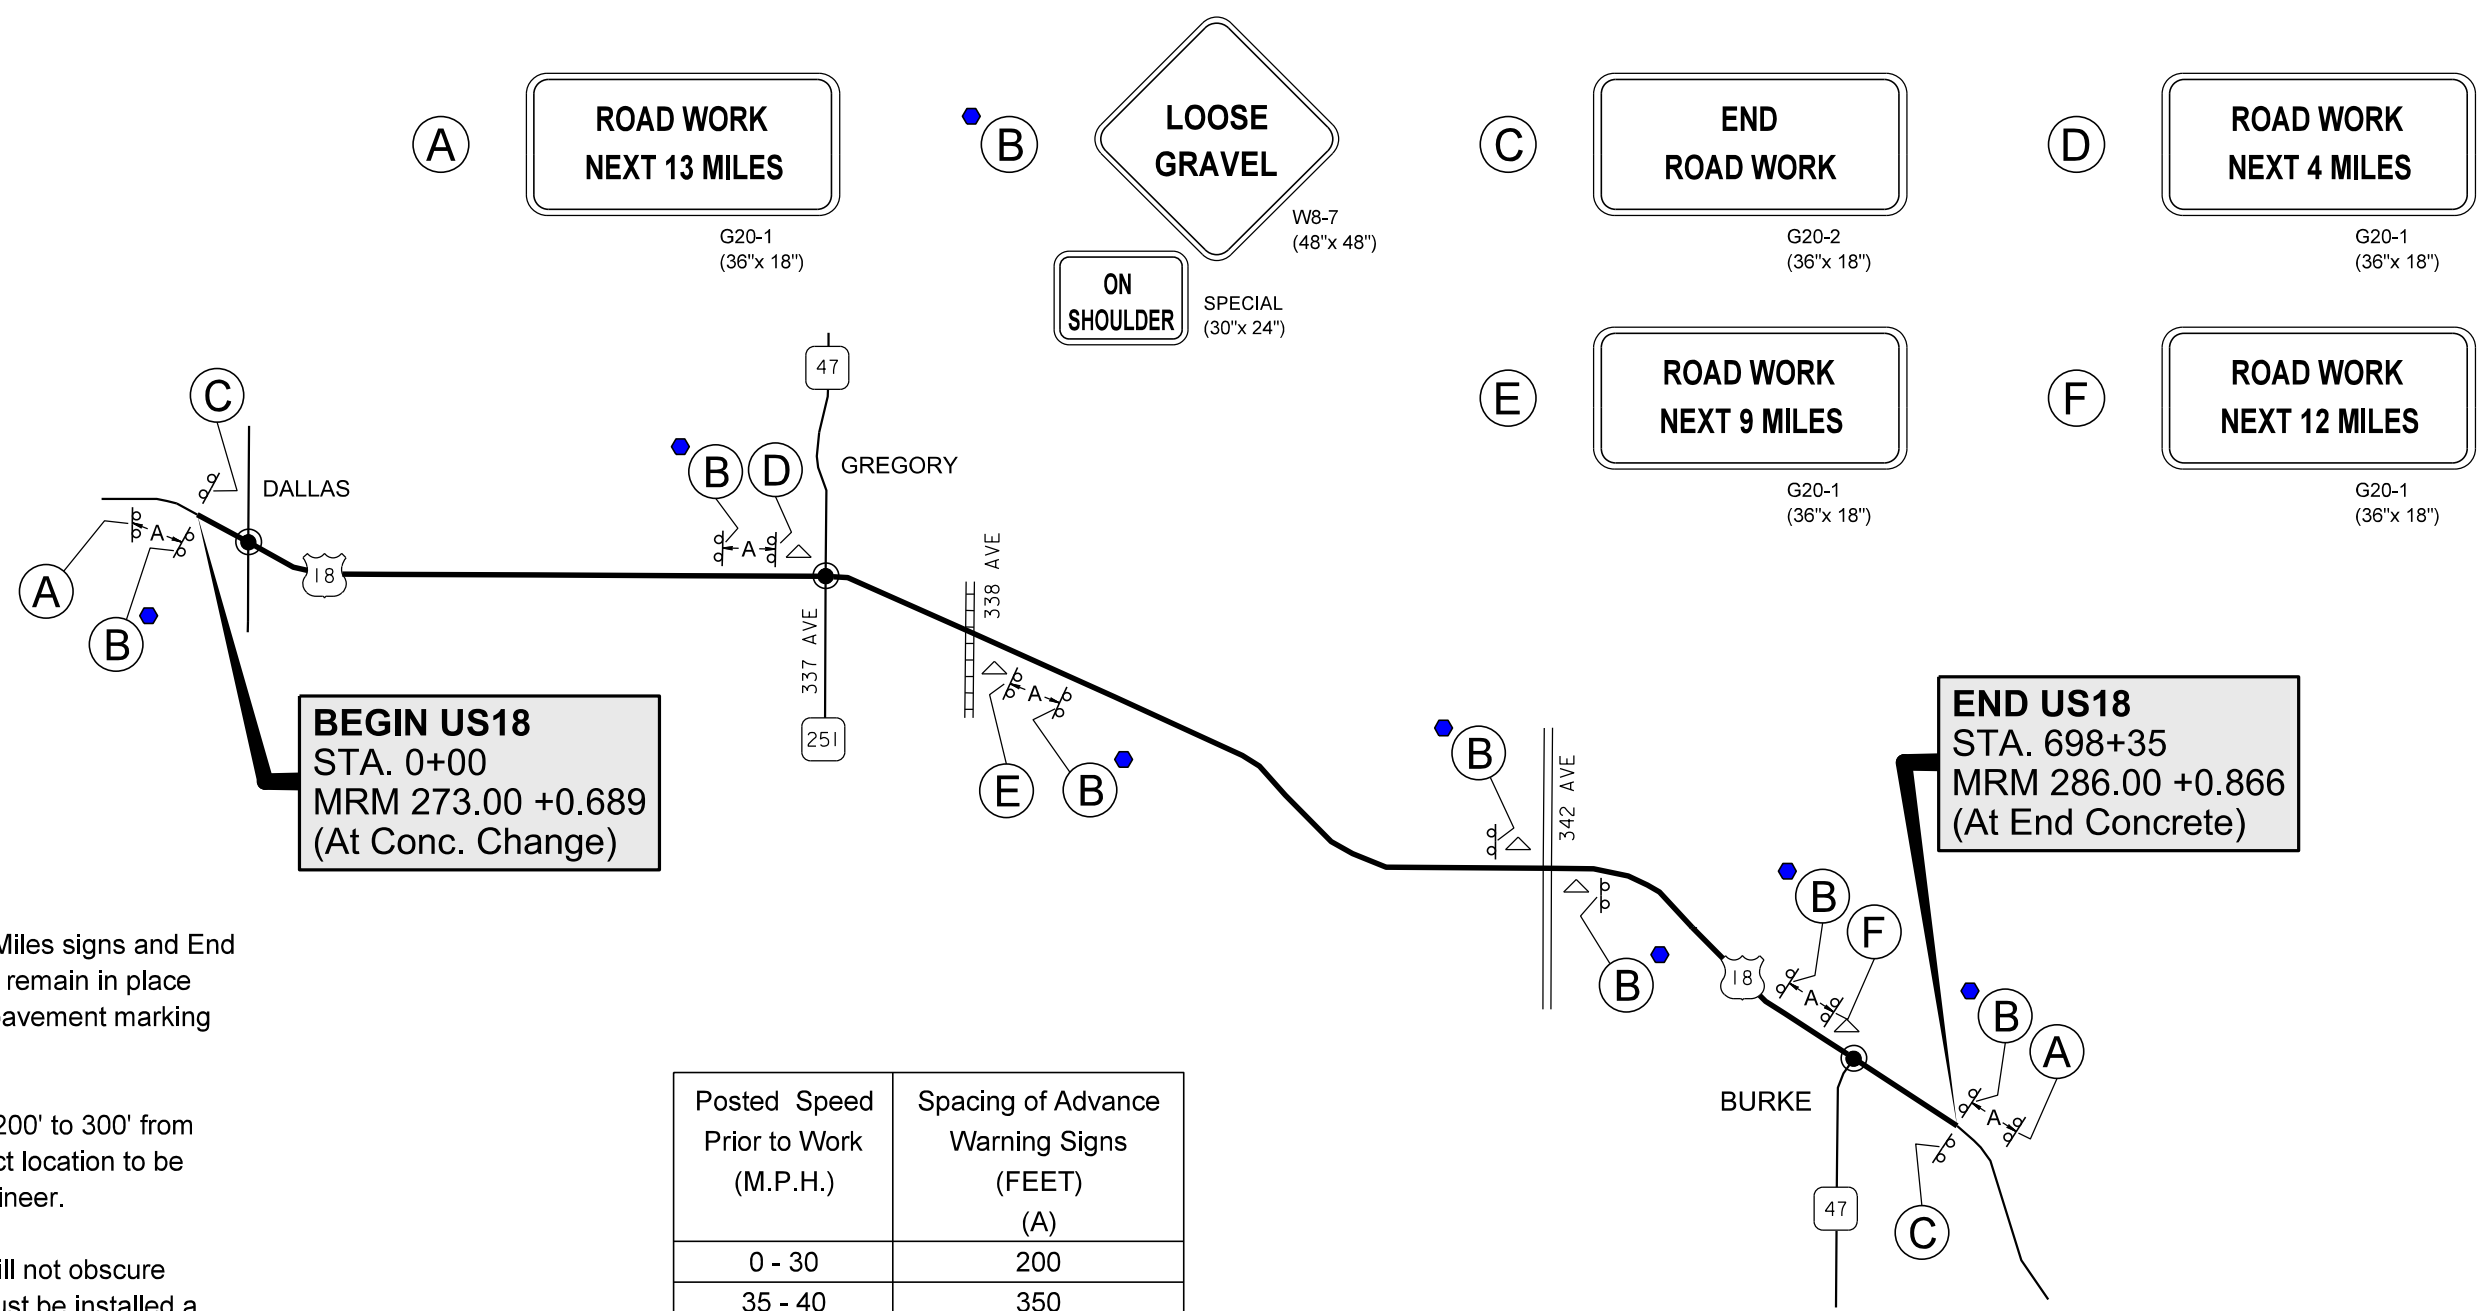 A
ROAD WORK
NEXT 13 MILES
G20-1
(36"x 18")
B
LOOSE
GRAVEL
W8-7
(48"x 48")
ON
SHOULDER
SPECIAL
(30"x 24")
C
END
ROAD WORK
G20-2
(36"x 18")
D
ROAD WORK
NEXT 4 MILES
G20-1
(36"x 18")
E
ROAD WORK
NEXT 9 MILES
G20-1
(36"x 18")
F
ROAD WORK
NEXT 12 MILES
G20-1
(36"x 18")
C
DALLAS
A
A
B
18
B
D
A
47
GREGORY
337 AVE
251
338 AVE
A
E
B
BEGIN US18
STA. 0+00
MRM 273.00 +0.689
(At Conc. Change)
B
342 AVE
B
END US18
STA. 698+35
MRM 286.00 +0.866
(At End Concrete)
18
B
F
A
BURKE
47
B
A
A
C
Miles signs and End
remain in place
pavement marking
200' to 300' from
ct location to be
ineer.
ill not obscure
ust be installed a
Posted Speed
Prior to Work
(M.P.H.)
Spacing of Advance
Warning Signs
(FEET)
(A)
0 - 30
200
35 - 40
350